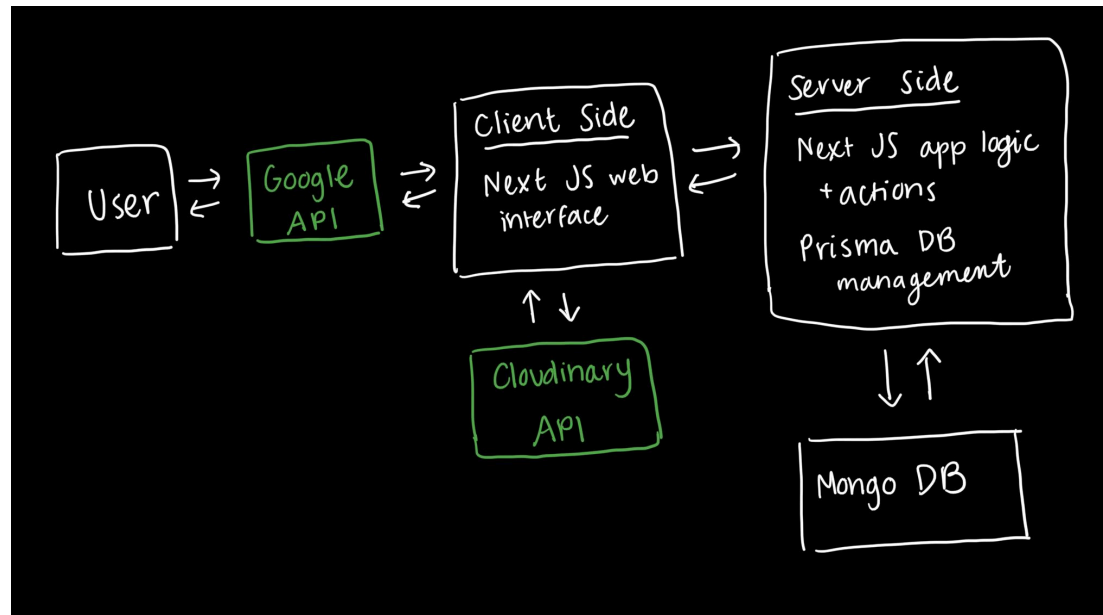 User
Google
API
Client Side
Next JS web
interface
Cloudinary
API
Server side
Next JS app logic
+ actions
Prisma DB
management
Mongo DB